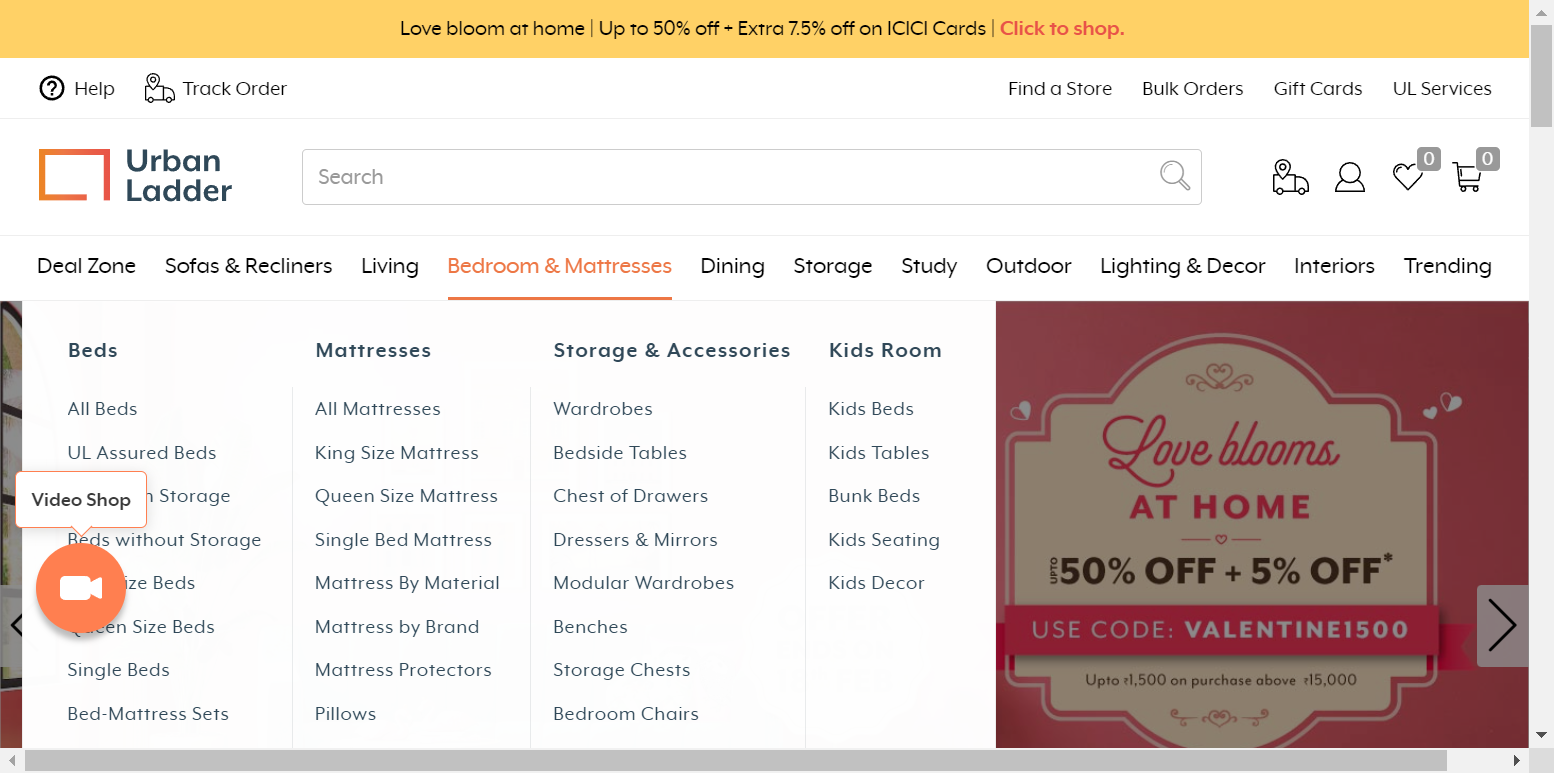 Love bloom at home | Up to 50% off + Extra 7.5% off on ICICI Cards | Click to shop.
Help
Track Order
Find a Store
Bulk Orders
Gift Cards
UL Services
Urban
Ladder
Search
0
0
Deal Zone
Sofas & Recliners
Living
Bedroom & Mattresses
Dining
Storage
Study
Outdoor
Lighting & Decor
Interiors
Trending
Beds
All Beds
UL Assured Beds
Storage
Beds without Storage
Beds
Queen Size Beds
Single Beds
Bed-Mattress Sets
Video Shop
Mattresses
All Mattresses
King Size Mattress
Queen Size Mattress
Single Bed Mattress
Mattress By Material
Mattress by Brand
Mattress Protectors
Pillows
Storage & Accessories
Wardrobes
Bedside Tables
Chest of Drawers
Dressers & Mirrors
Modular Wardrobes
Benches
Storage Chests
Bedroom Chairs
Kids Room
Kids Beds
Kids Tables
Bunk Beds
Kids Seating
Kids Decor
Love blooms
AT HOME
UPTO 50% OFF + 5% OFF*
USE CODE: VALENTINE1500
Upto ₹1,500 on purchase above ₹15,000